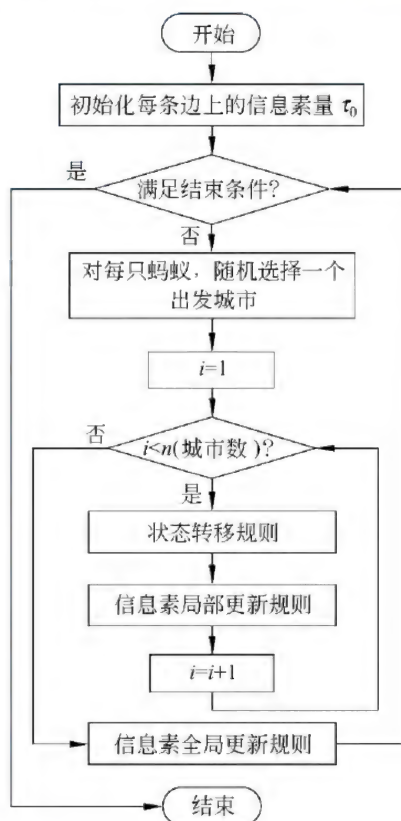 开始
初始化每条边上的信息素量 τ₀
是
满足结束条件?
否
对每只蚂蚁，随机选择一个
出发城市
i=1
否
i<n(城市数)?
是
状态转移规则
信息素局部更新规则
i=i+1
信息素全局更新规则
结束